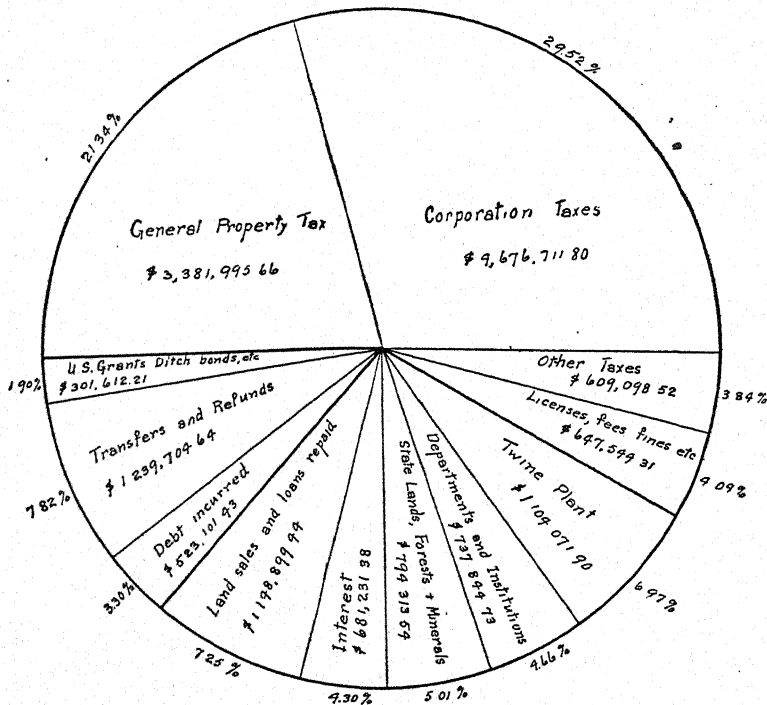 29.52%
Corporation Taxes
$ 4,676,711 80
21 34%
General Property Tax
$ 3,381,995 66
Other Taxes
$ 609,098 52
3 84%
Licenses, fees fines etc
$ 647,549 31
4 09%
Twine Plant
$ 1 104 071 90
6 97%
Departments and Institutions
$ 737 844 73
4.66%
State Lands, Forests + Minerals
$ 794 313 54
5 01%
Interest
$ 681,231 38
4.30%
Land sales and loans repaid
$1 148,899 94
7 25%
Debt incurred
$ 523,101 43
3.30%
Transfers and Refunds
$ 1 239,704 64
7 82%
U S. Grants Ditch bonds, etc
$ 301,612.21
1 90%